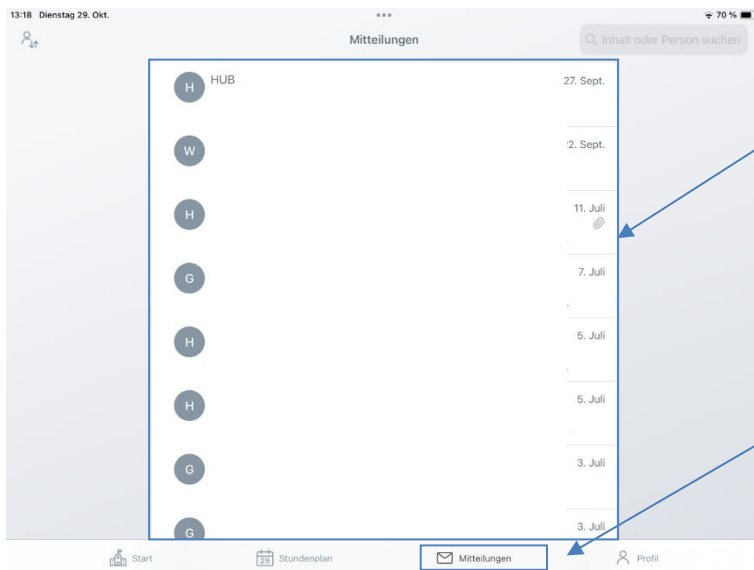 13:18 Dienstag 29. Okt.
70 %
Mitteilungen
Inhalt oder Person suchen
H HUB 27. Sept.
W 22. Sept.
H 11. Juli
G 7. Juli
H 5. Juli
H 5. Juli
G 3. Juli
G 3. Juli
Start 29 Stundenplan Mitteilungen Profil